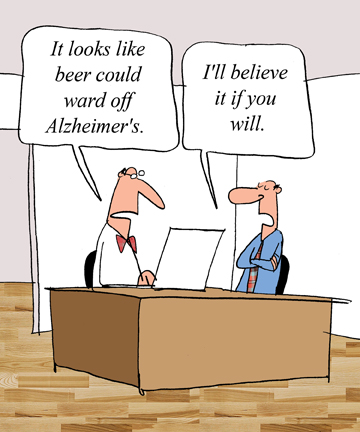 It looks like
beer could
ward off
Alzheimer's.
I'll believe
it if you
will.